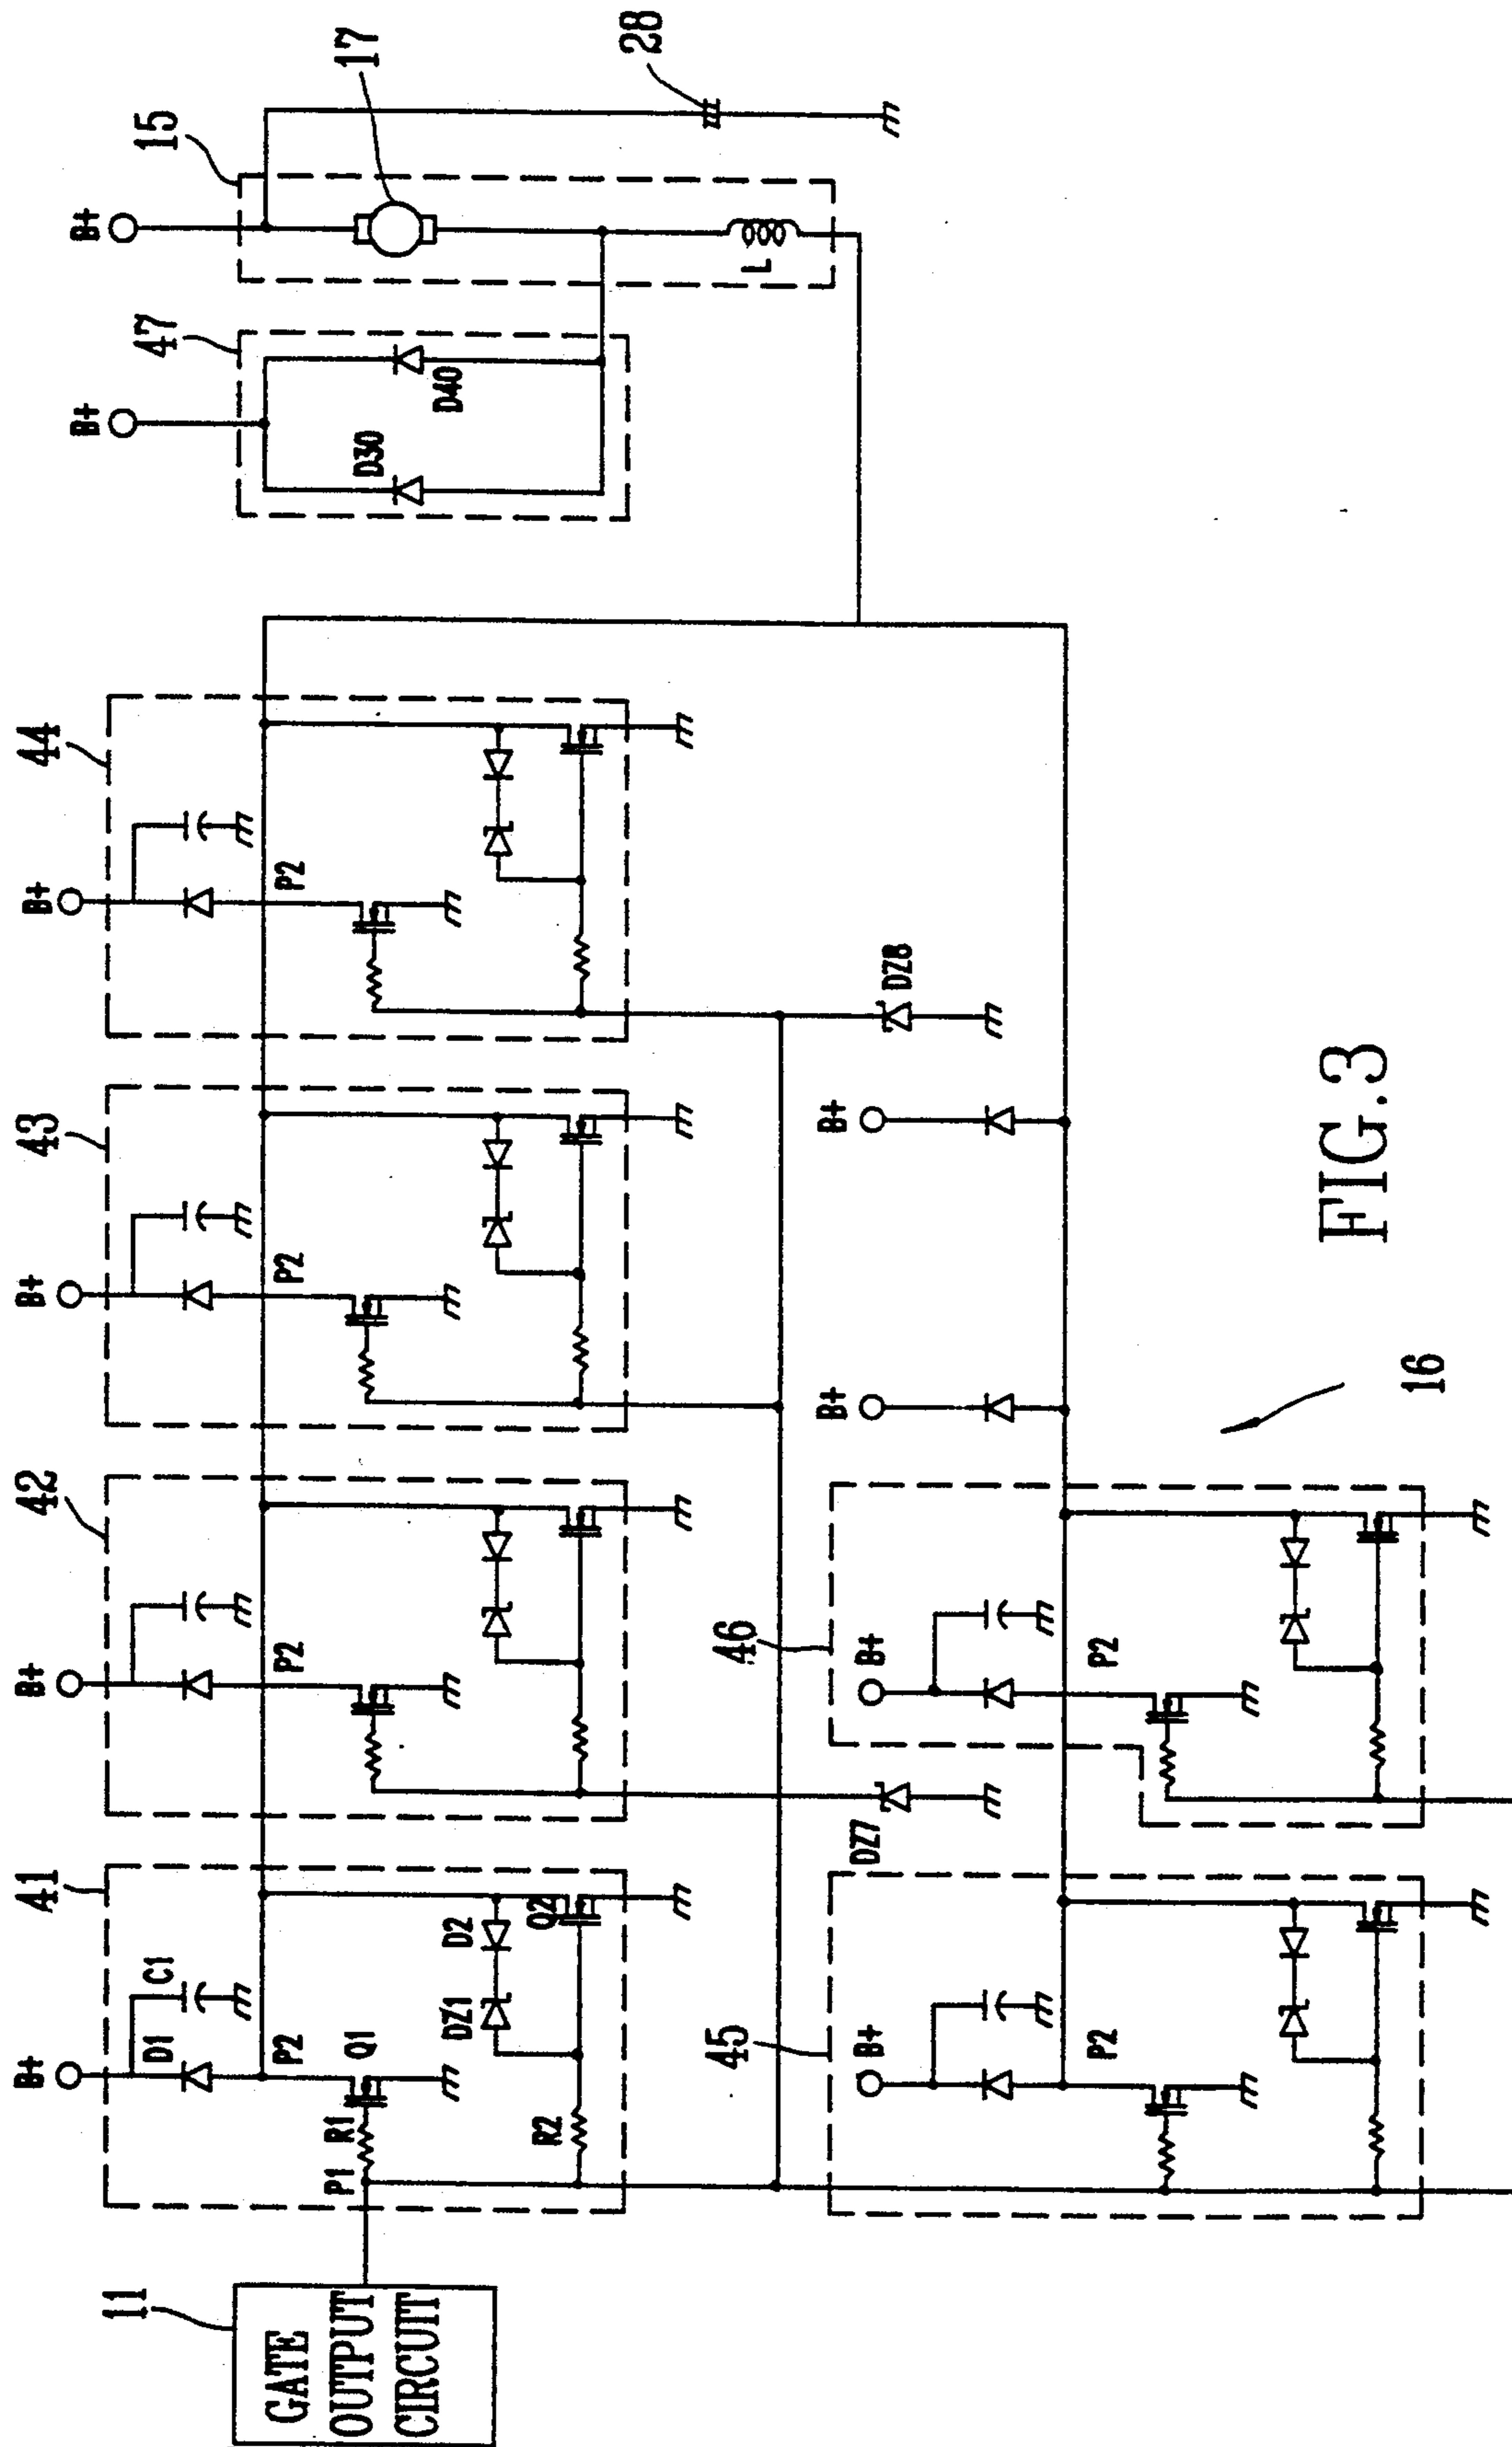 41
42
43
44
47
15
17
28
B+
B+
B+
B+
B+
B+
D1
C1
D30
D40
P2
P2
P2
P2
11
GATE
OUTPUT
CIRCUIT
P1
R1
Q1
DZ1
D2
R2
Q2
L
DZ7
DZ8
45
46
B+
B+
B+
B+
P2
P2
16
FIG.3